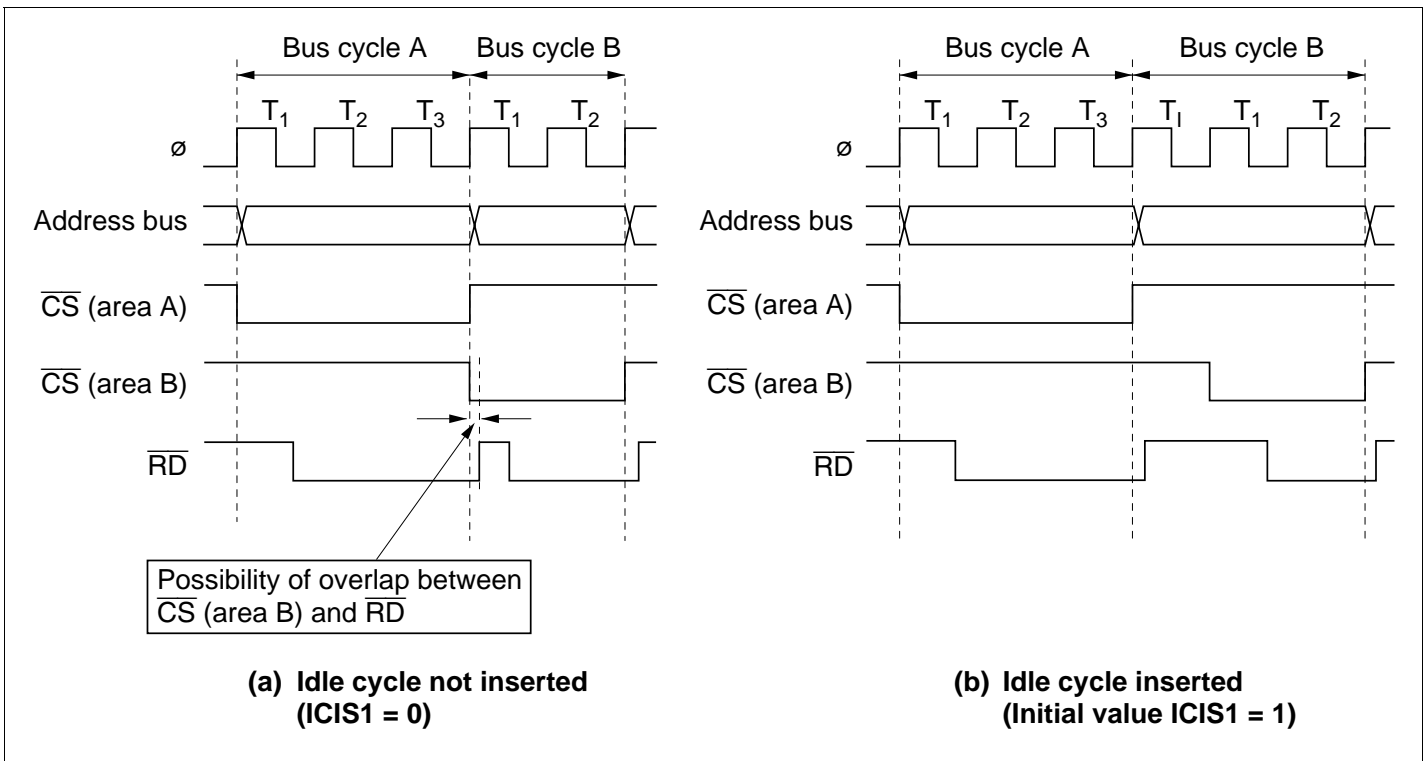 Bus cycle A Bus cycle B
T1 T2 T3 T1 T2
ø
Address bus
CS (area A)
CS (area B)
RD
Possibility of overlap between
CS (area B) and RD
(a) Idle cycle not inserted
(ICIS1 = 0)
Bus cycle A Bus cycle B
T1 T2 T3 TI T1 T2
ø
Address bus
CS (area A)
CS (area B)
RD
(b) Idle cycle inserted
(Initial value ICIS1 = 1)